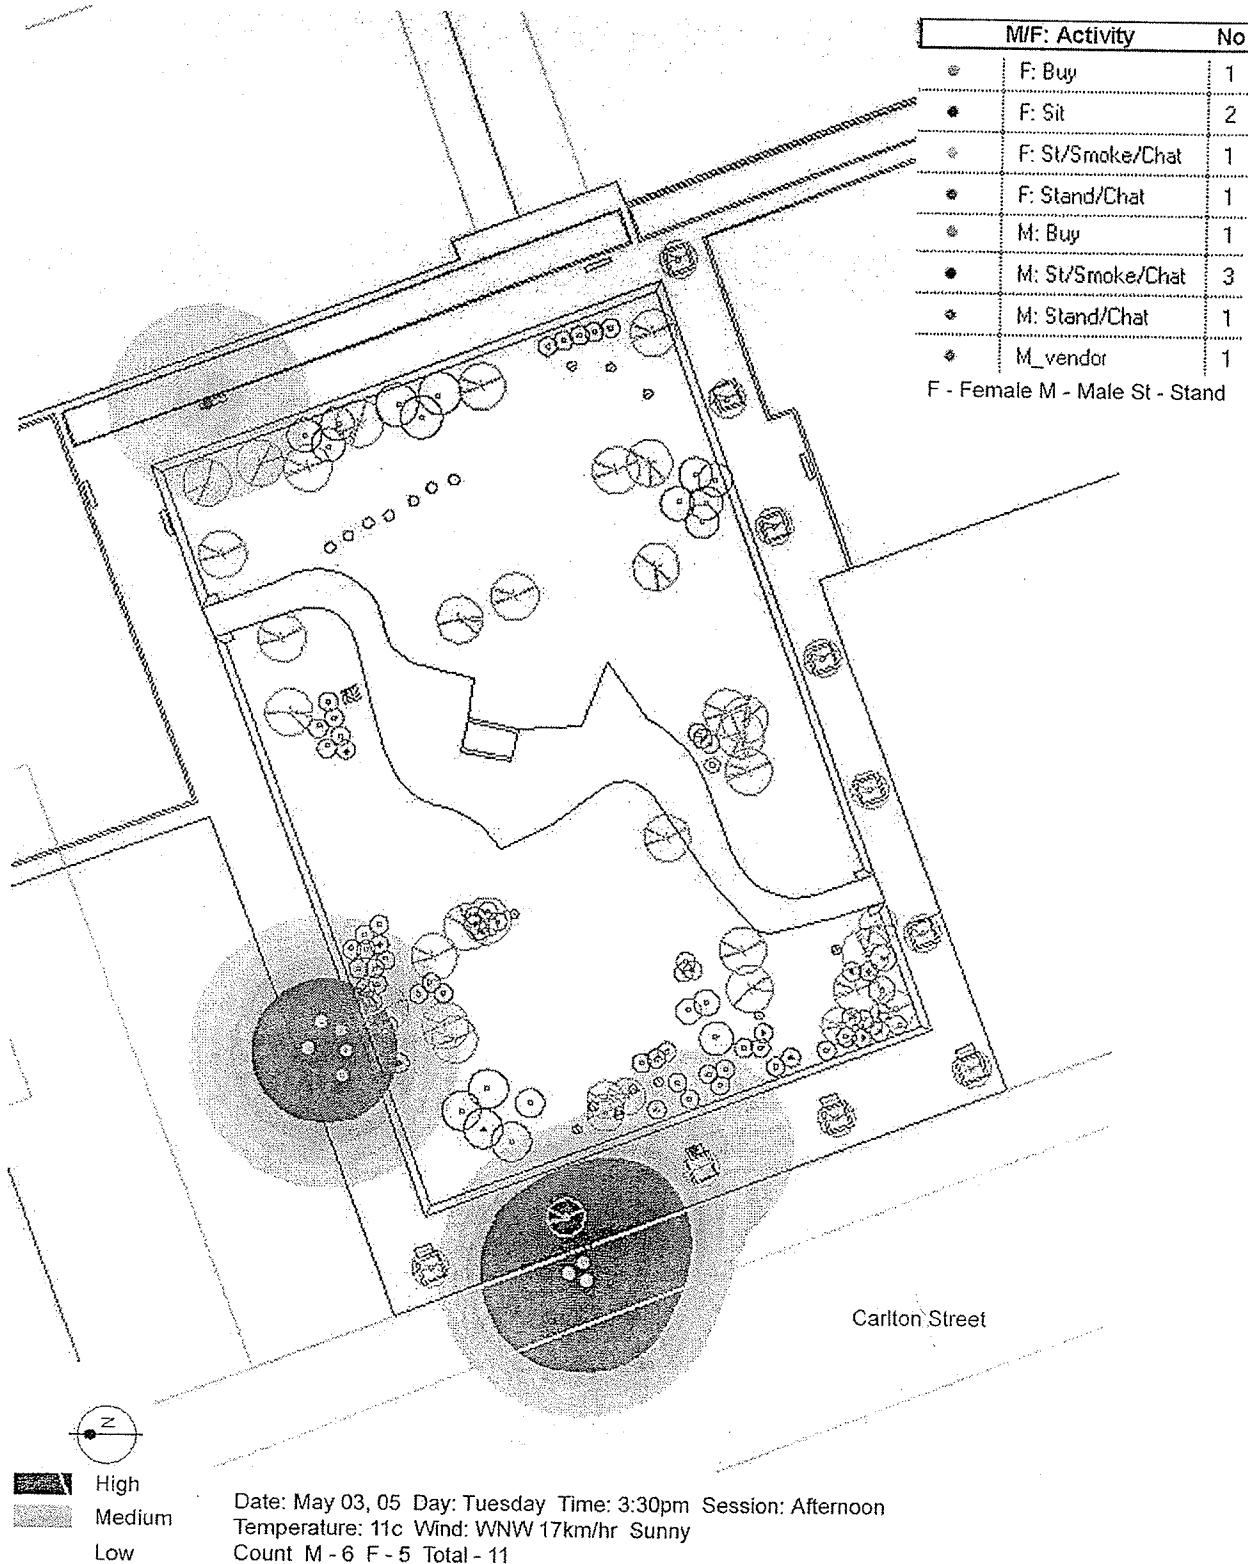 M/F: Activity No
F: Buy 1
F: Sit 2
F: St/Smoke/Chat 1
F: Stand/Chat 1
M: Buy 1
M: St/Smoke/Chat 3
M: Stand/Chat 1
M_vendor 1
F - Female M - Male St - Stand
Carlton Street
N
High
Medium
Low
Date: May 03, 05 Day: Tuesday Time: 3:30pm Session: Afternoon
Temperature: 11c Wind: WNW 17km/hr Sunny
Count M - 6 F - 5 Total - 11